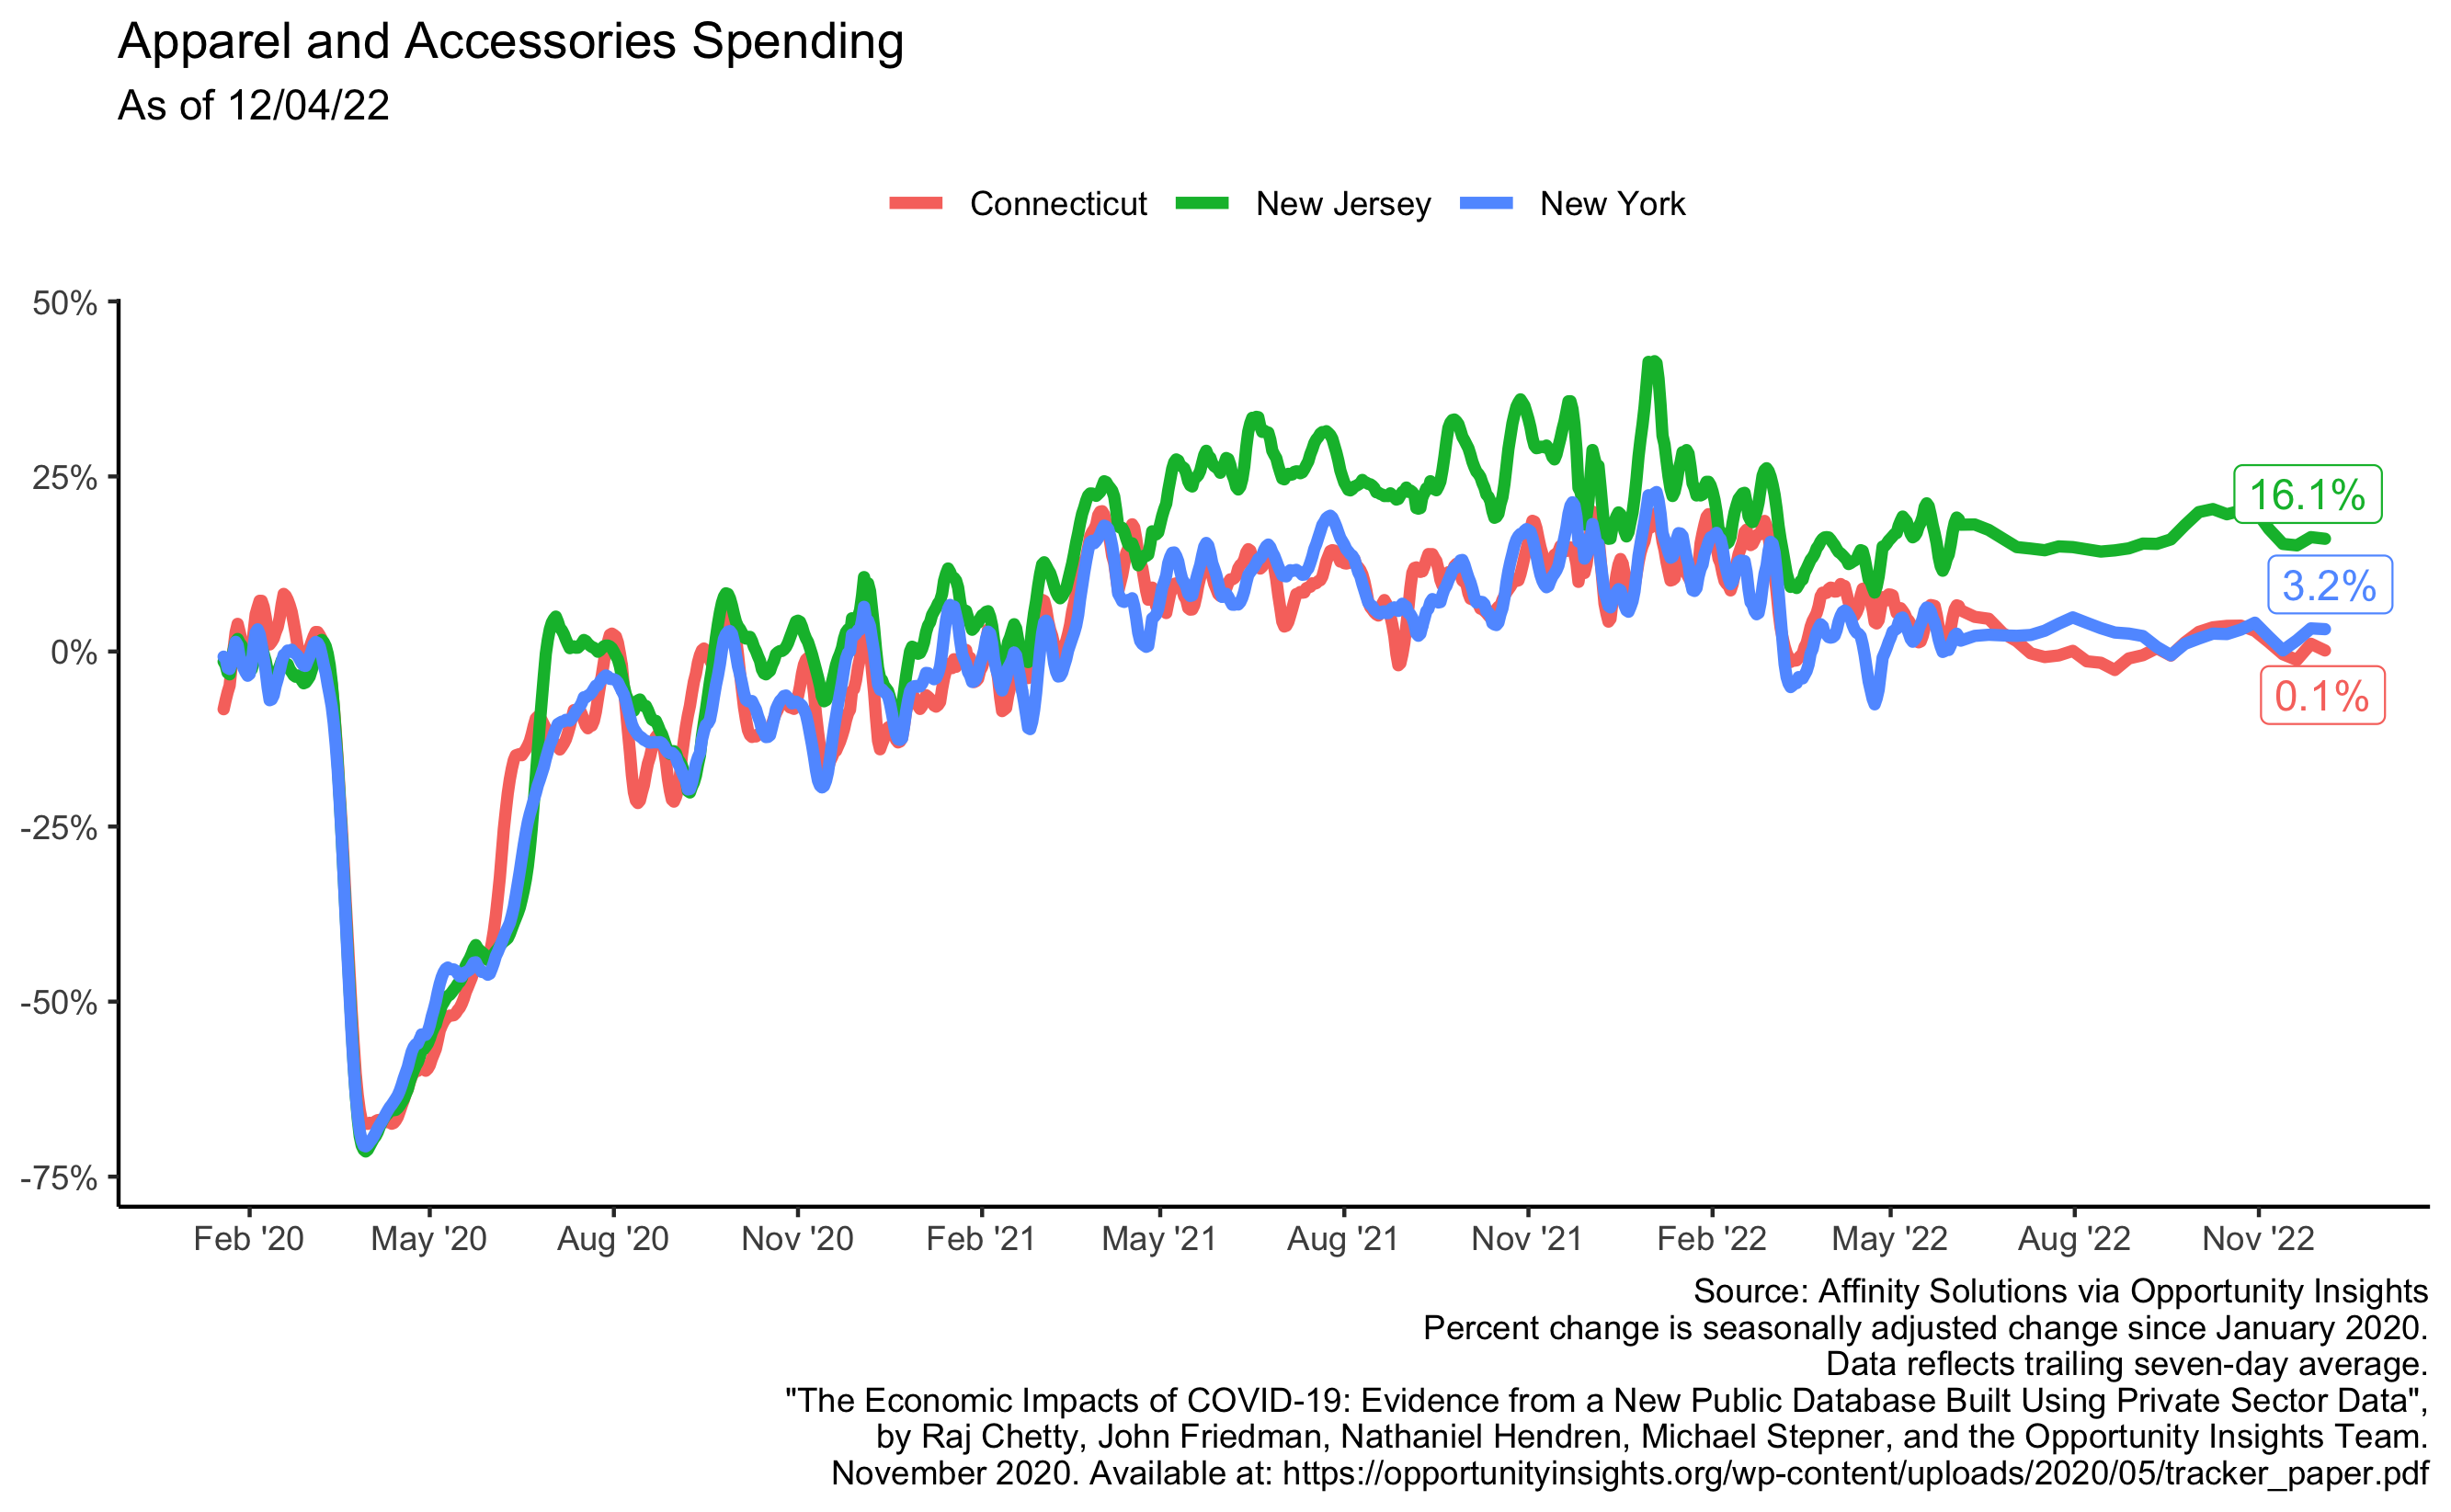 Apparel and Accessories Spending
As of 12/04/22
Connecticut New Jersey New York
50%
25%
0%
-25%
-50%
-75%
16.1%
3.2%
0.1%
Feb '20 May '20 Aug '20 Nov '20 Feb '21 May '21 Aug '21 Nov '21 Feb '22 May '22 Aug '22 Nov '22
Source: Affinity Solutions via Opportunity Insights
Percent change is seasonally adjusted change since January 2020.
Data reflects trailing seven-day average.
"The Economic Impacts of COVID-19: Evidence from a New Public Database Built Using Private Sector Data",
by Raj Chetty, John Friedman, Nathaniel Hendren, Michael Stepner, and the Opportunity Insights Team.
November 2020. Available at: https://opportunityinsights.org/wp-content/uploads/2020/05/tracker_paper.pdf